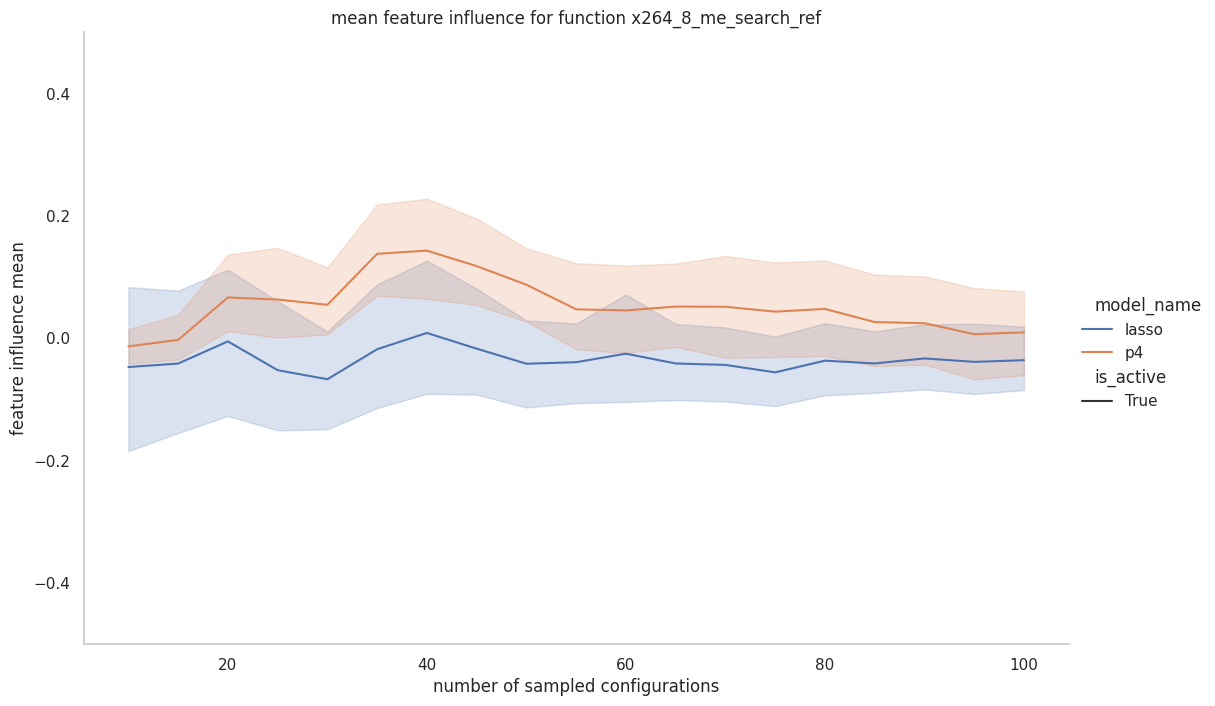 mean feature influence for function x264_8_me_search_ref
feature influence mean
0.4
0.2
0.0
−0.2
−0.4
20
40
60
80
100
number of sampled configurations
model_name
lasso
p4
is_active
True